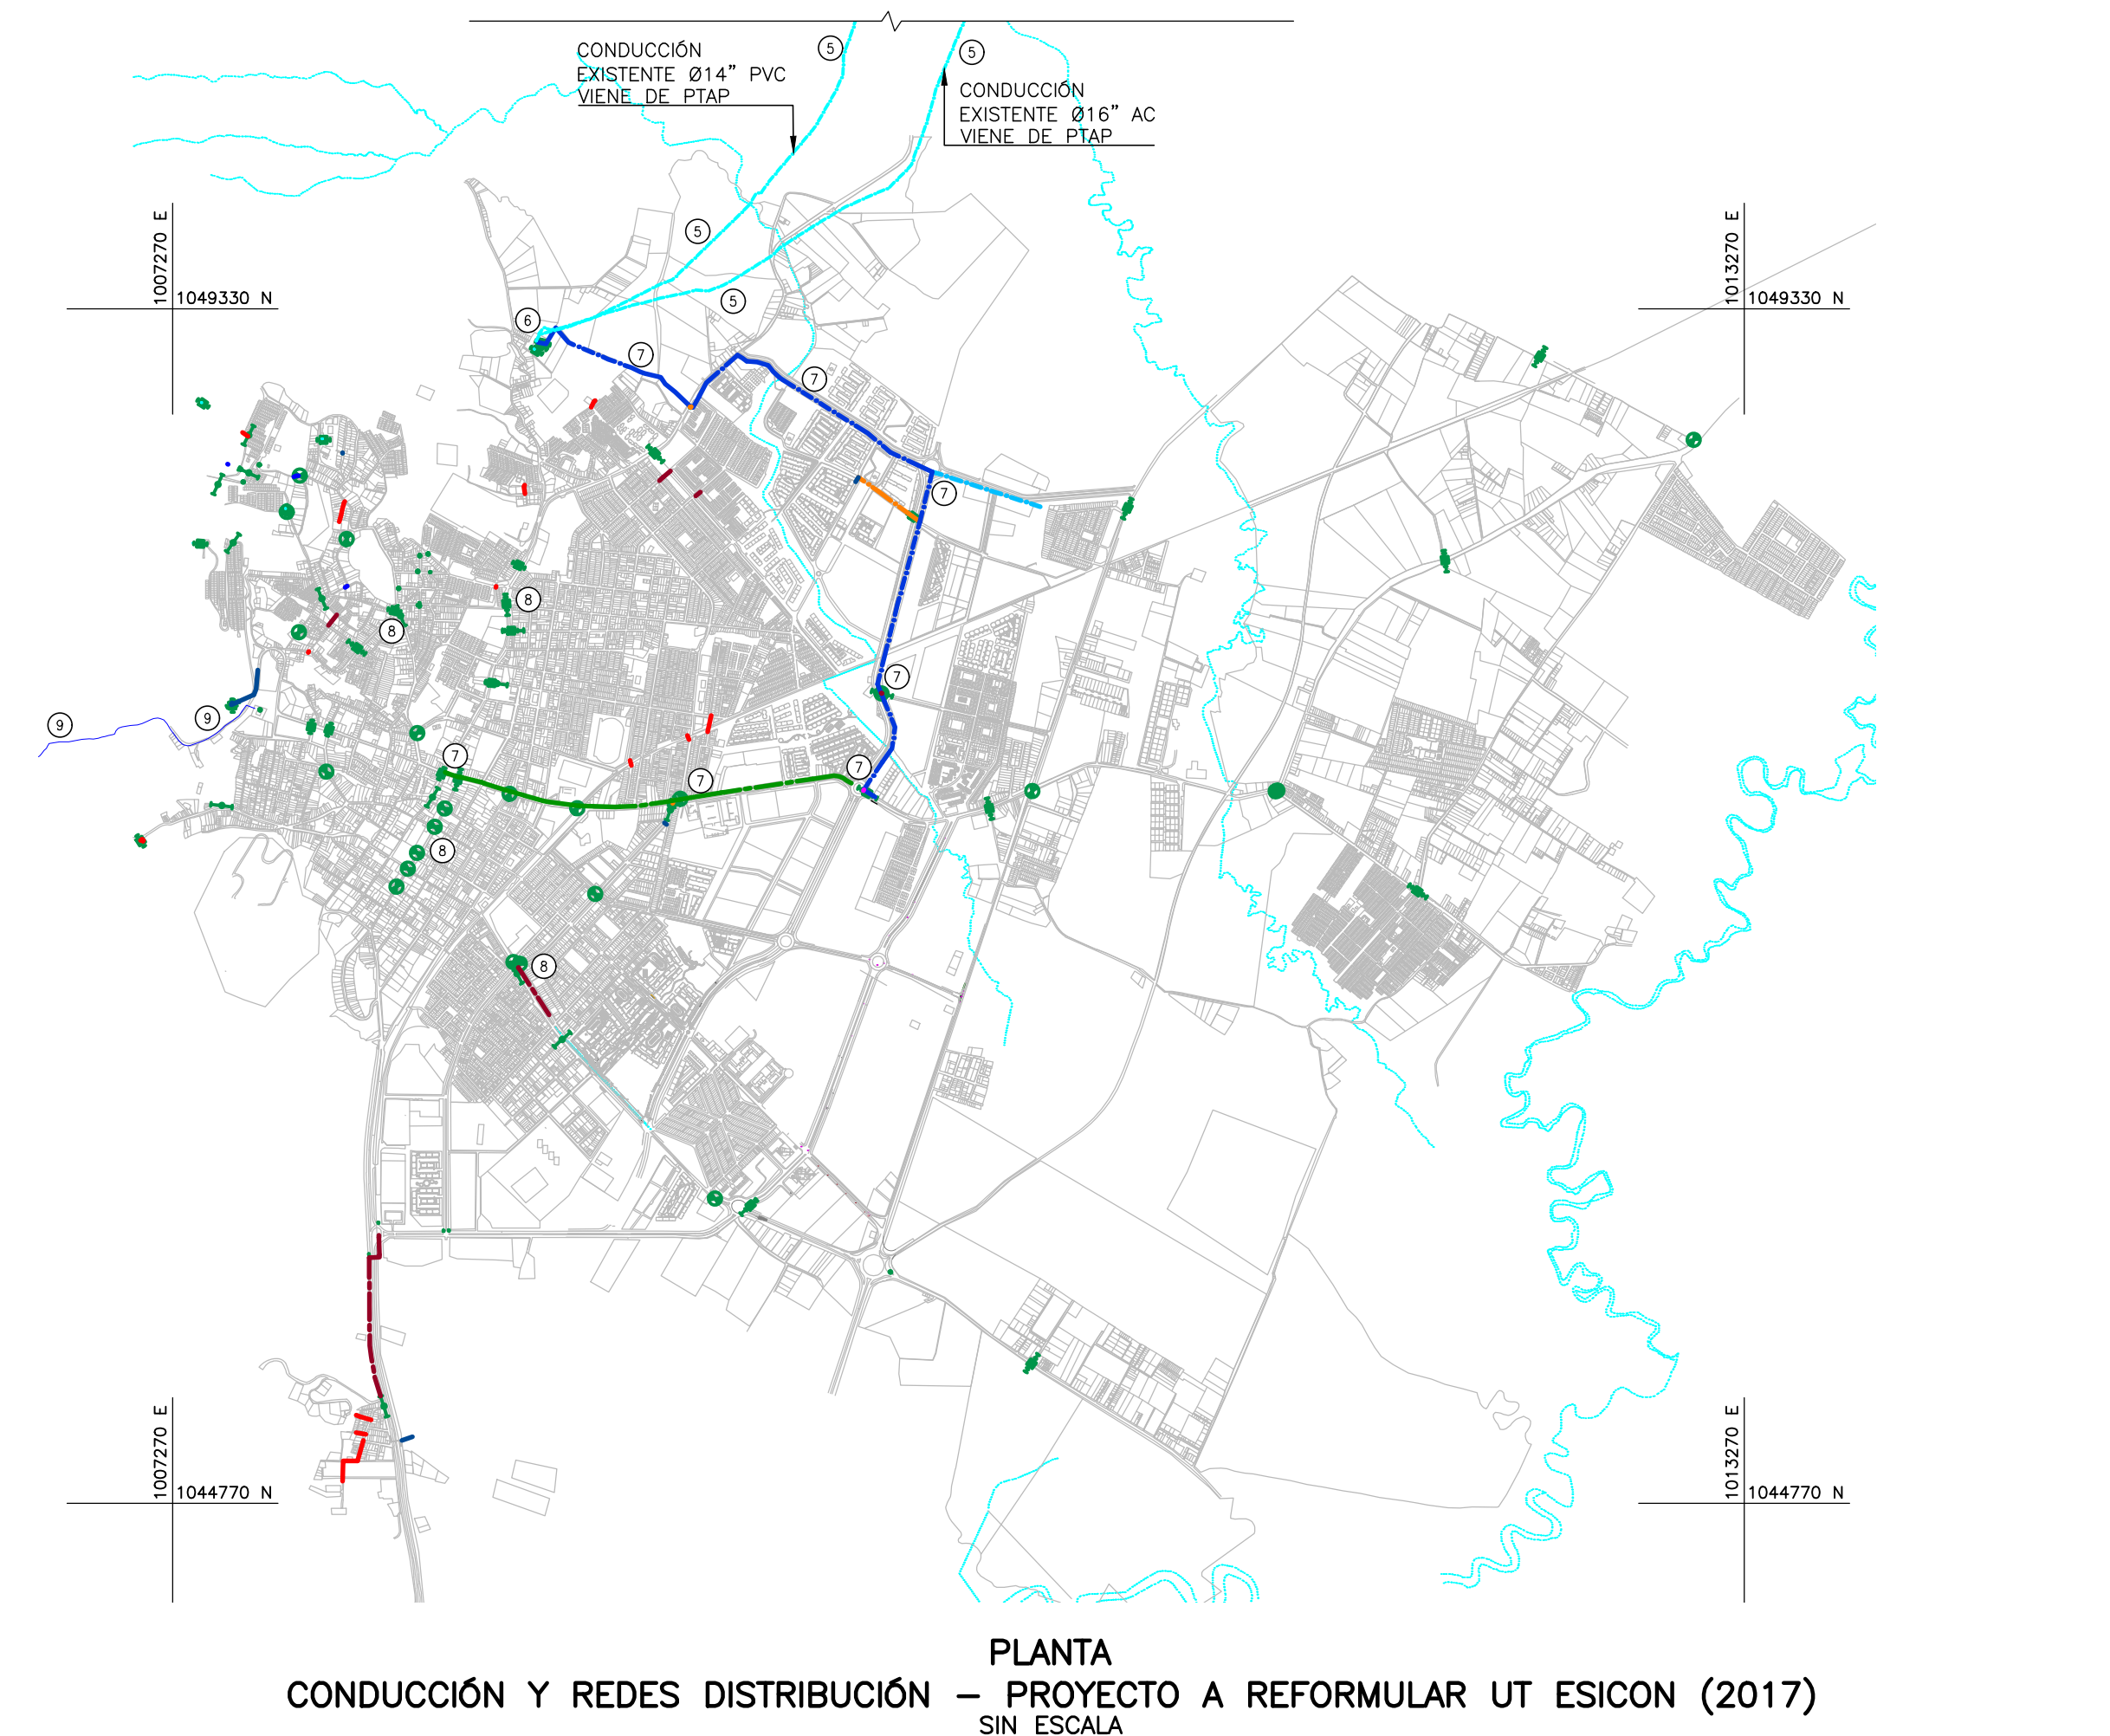 5
5
CONDUCCIÓN
EXISTENTE Ø14” PVC
VIENE DE PTAP
CONDUCCIÓN
EXISTENTE Ø16” AC
VIENE DE PTAP
1007270 E
1049330 N
1013270 E
1049330 N
5
5
6
7
7
7
8
8
7
9
9
7
7
7
8
8
1007270 E
1044770 N
1013270 E
1044770 N
PLANTA
CONDUCCIÓN Y REDES DISTRIBUCIÓN – PROYECTO A REFORMULAR UT ESICON (2017)
SIN ESCALA